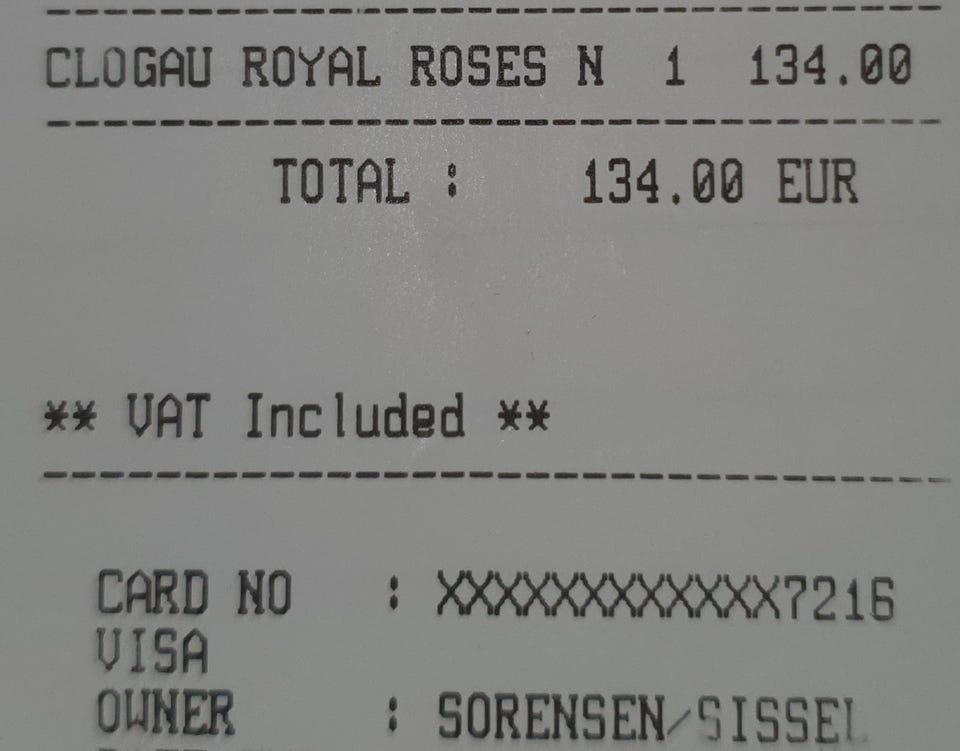 CLOGAU ROYAL ROSES N 1 134.00
TOTAL : 134.00 EUR
** VAT Included **
CARD NO : XXXXXXXXXXXX7216
VISA
OWNER : SORENSEN/SISSEL